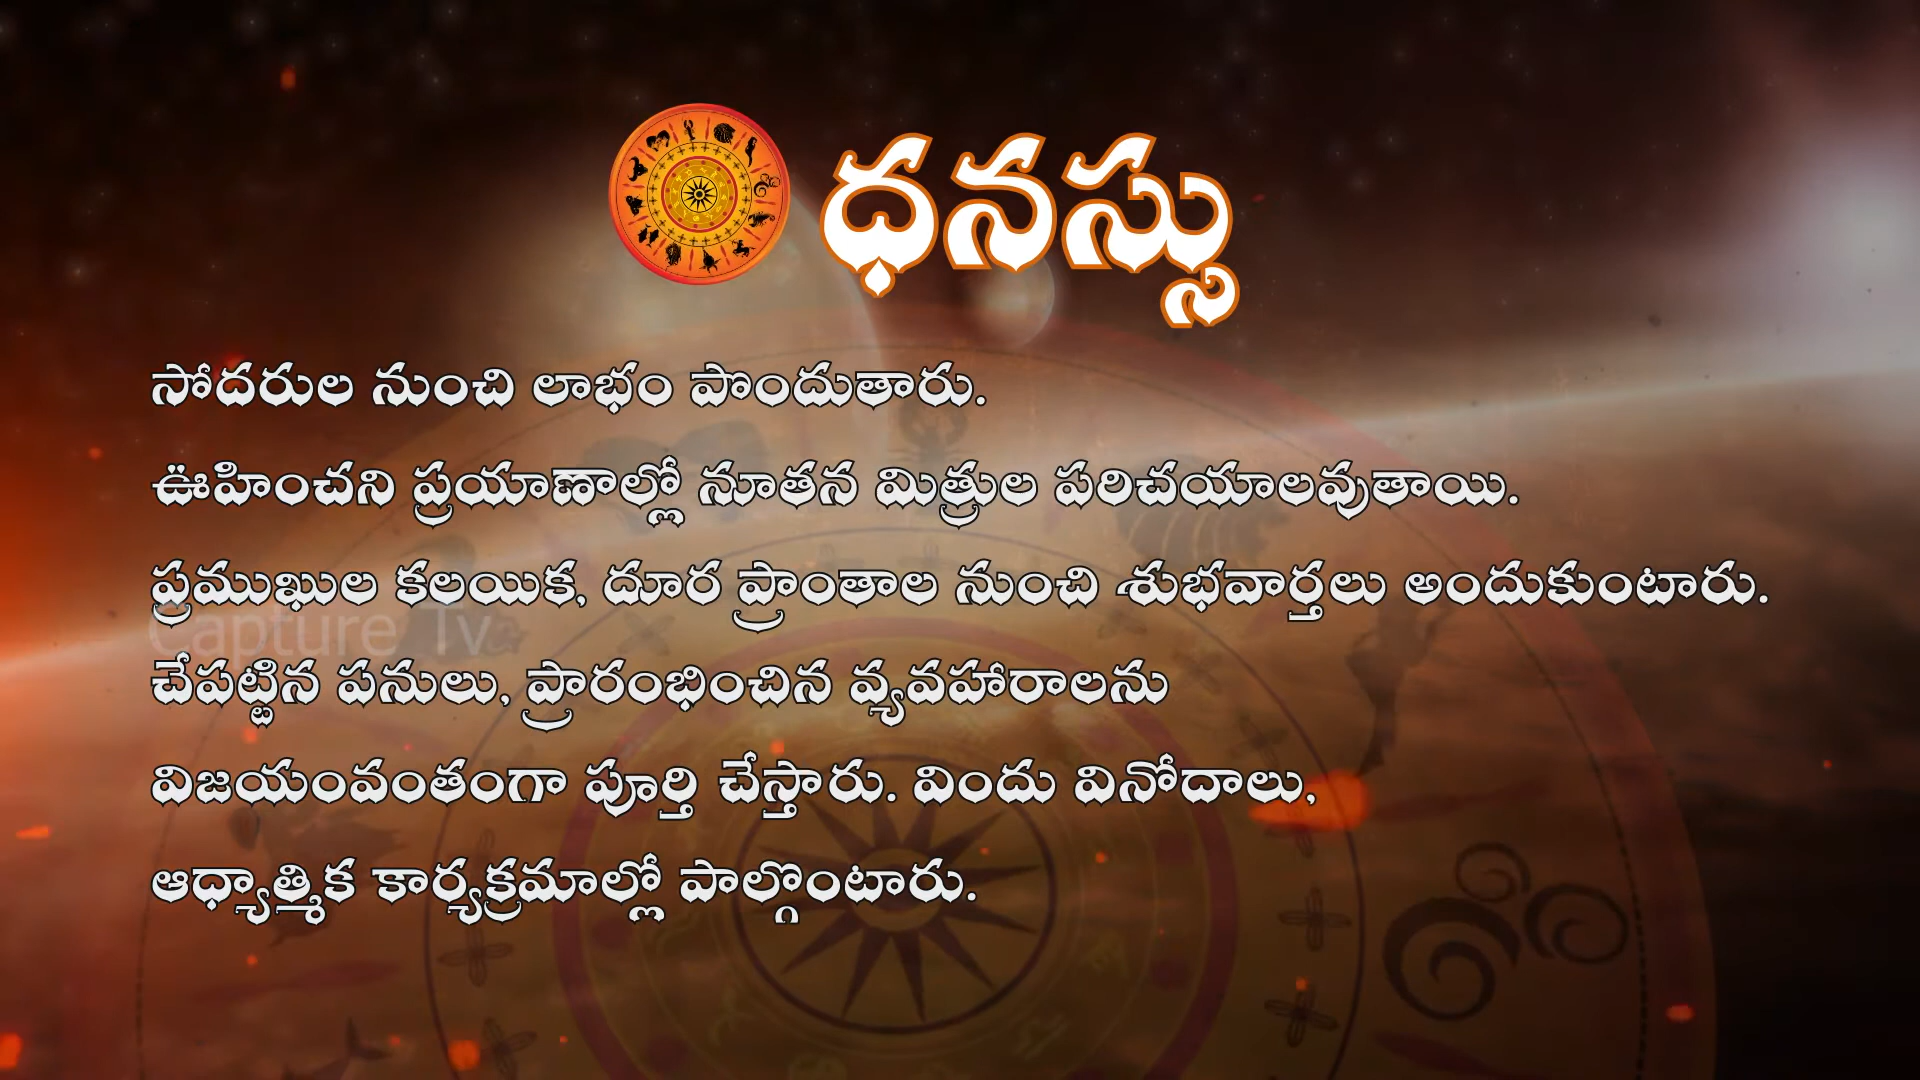 ధనస్సు
సోదరుల నుంచి లాభం పొందుతారు.
ఊహించని ప్రయాణాల్లో నూతన మిత్రుల పరిచయాలవుతాయి.
ప్రముఖుల కలయిక, దూర ప్రాంతాల నుంచి శుభవార్తలు అందుకుంటారు.
Capture Tv
చేపట్టిన పనులు, ప్రారంభించిన వ్యవహారాలను
విజయంవంతంగా పూర్తి చేస్తారు. విందు వినోదాలు,
ఆధ్యాత్మిక కార్యక్రమాల్లో పాల్గొంటారు.